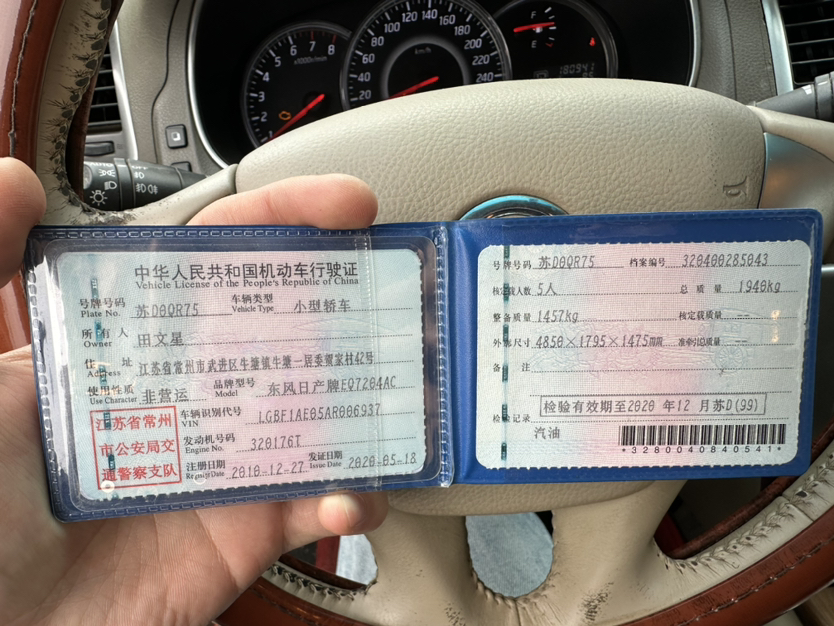 8
7
6
5
4
3
2
1
x1000r/min
20
40
60
80
100
120
140
160
180
200
220
240
km/h
F
E
中华人民共和国机动车行驶证
Vehicle License of the People's Republic of China
号牌号码 苏D0QR75 车辆类型 小型轿车
Plate No. Vehicle Type
所有人 田文星
Owner
住址 江苏省常州市武进区牛塘镇牛塘一居委贺家村42号
Address
使用性质 非营运 品牌型号 东风日产牌EQ7204AC
Use Character Model
江苏省常州
市公安局交
通警察支队
车辆识别代号 LGBF1AE05AR006937
VIN
发动机号码 320176T
Engine No.
注册日期 2010-12-27 发证日期 2020-05-18
Register Date Issue Date
号牌号码 苏D0QR75 档案编号 320400285043
核定载人数 5人 总质量 1940kg
整备质量 1457kg 核定载质量 --
外廓尺寸 4850×1795×1475mm 准牵引总质量 --
备注
检验有效期至2020年12月苏D(99)
检验记录
汽油
*3280040840541*